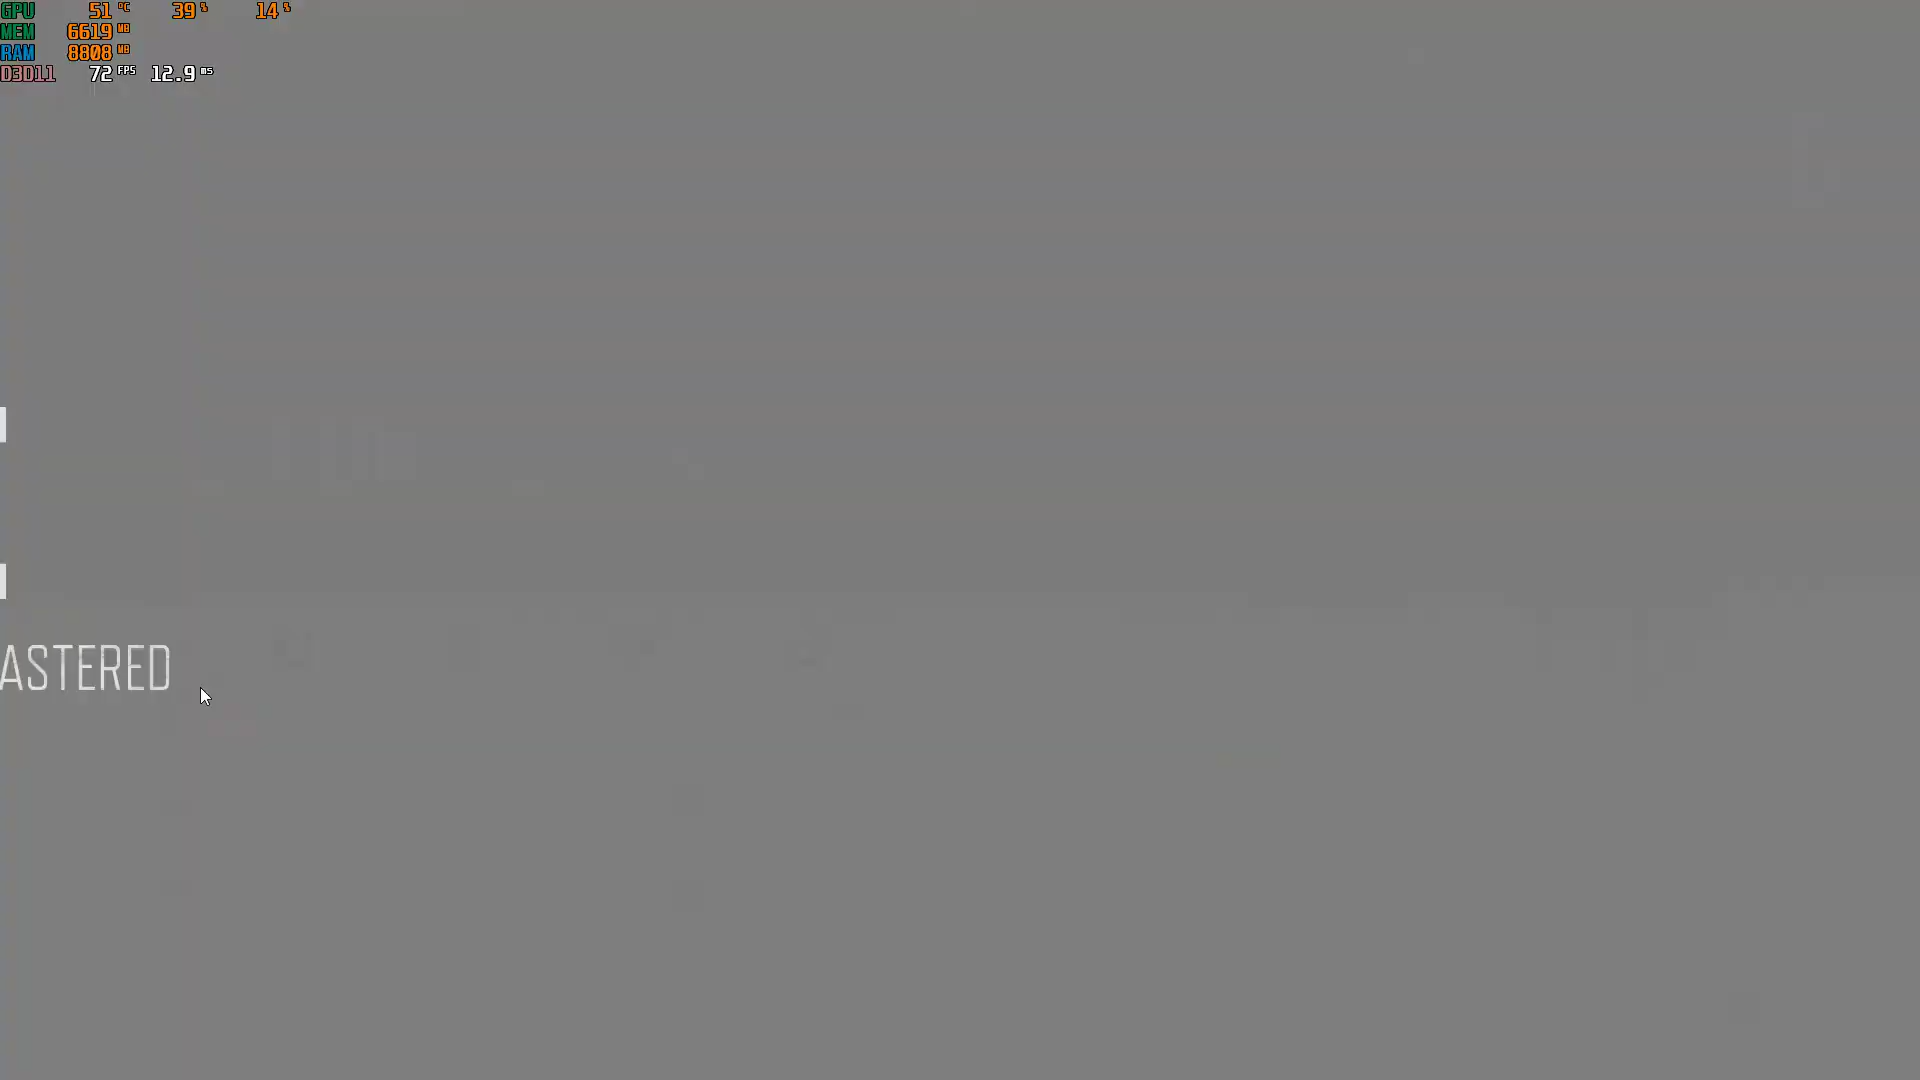 GPU 51 °C 39 % 14 %
MEM 6619 MB
RAM 8808 MB
D3D11 72 FPS 12.9 ms
ASTERED